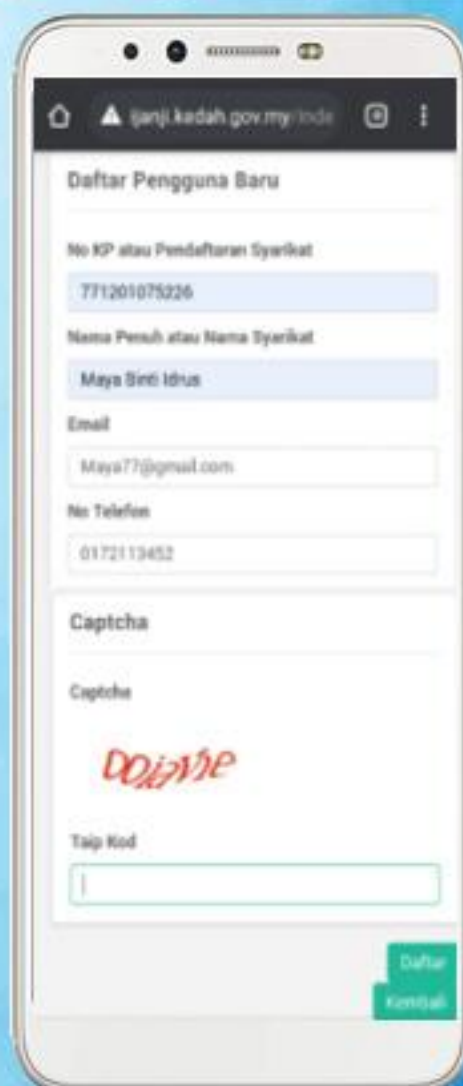 ijanji.kedah.gov.my/Inde
Daftar Pengguna Baru
No KP atau Pendaftaran Syarikat
771201075226
Nama Penuh atau Nama Syarikat
Maya Binti Idrus
Email
Maya77@gmail.com
No Telefon
0172113452
Captcha
Captcha
Taip Kod
Daftar
Kembali